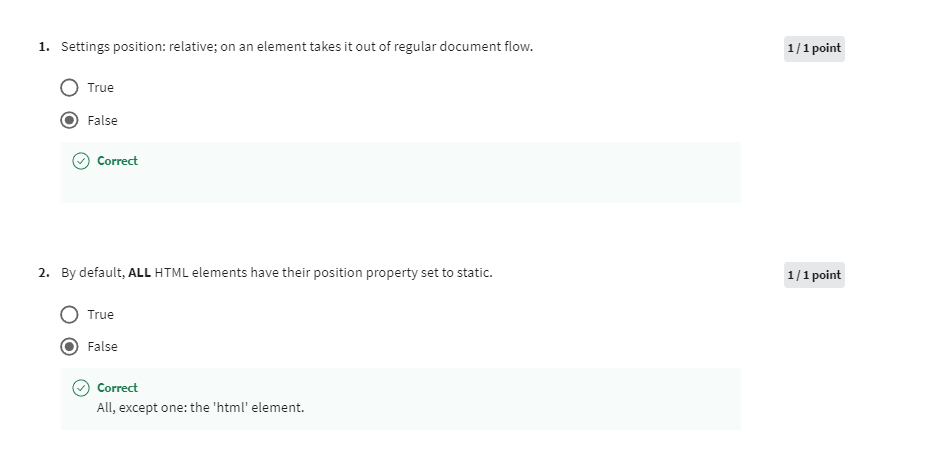 1. Settings position: relative; on an element takes it out of regular document flow.
1 / 1 point
True
False
Correct
2. By default, ALL HTML elements have their position property set to static.
1 / 1 point
True
False
Correct
All, except one: the 'html' element.